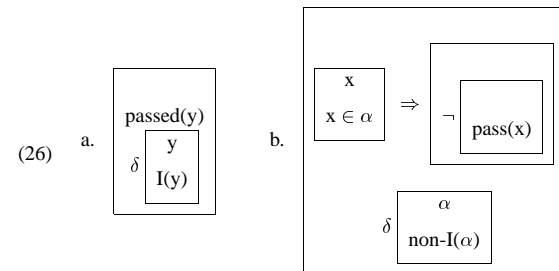 (26) a. passed(y)
y
δ
I(y)
b. x
x ∈ α
⇒
¬
pass(x)
α
δ
non-I(α)